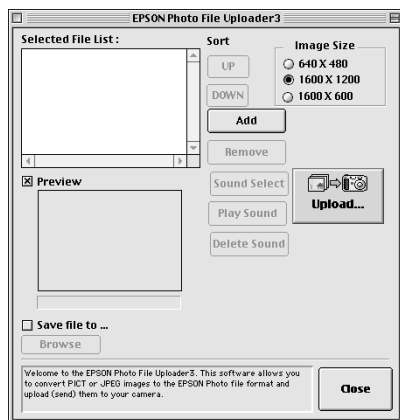 EPSON Photo File Uploader3
Selected File List :
Sort
UP
DOWN
Image Size
640 X 480
1600 X 1200
1600 X 600
Add
Remove
Preview
Sound Select
Play Sound
Delete Sound
Upload...
Save file to ...
Browse
Welcome to the EPSON Photo File Uploader3. This software allows you
to convert PICT or JPEG images to the EPSON Photo file format and
upload (send) them to your camera.
Close